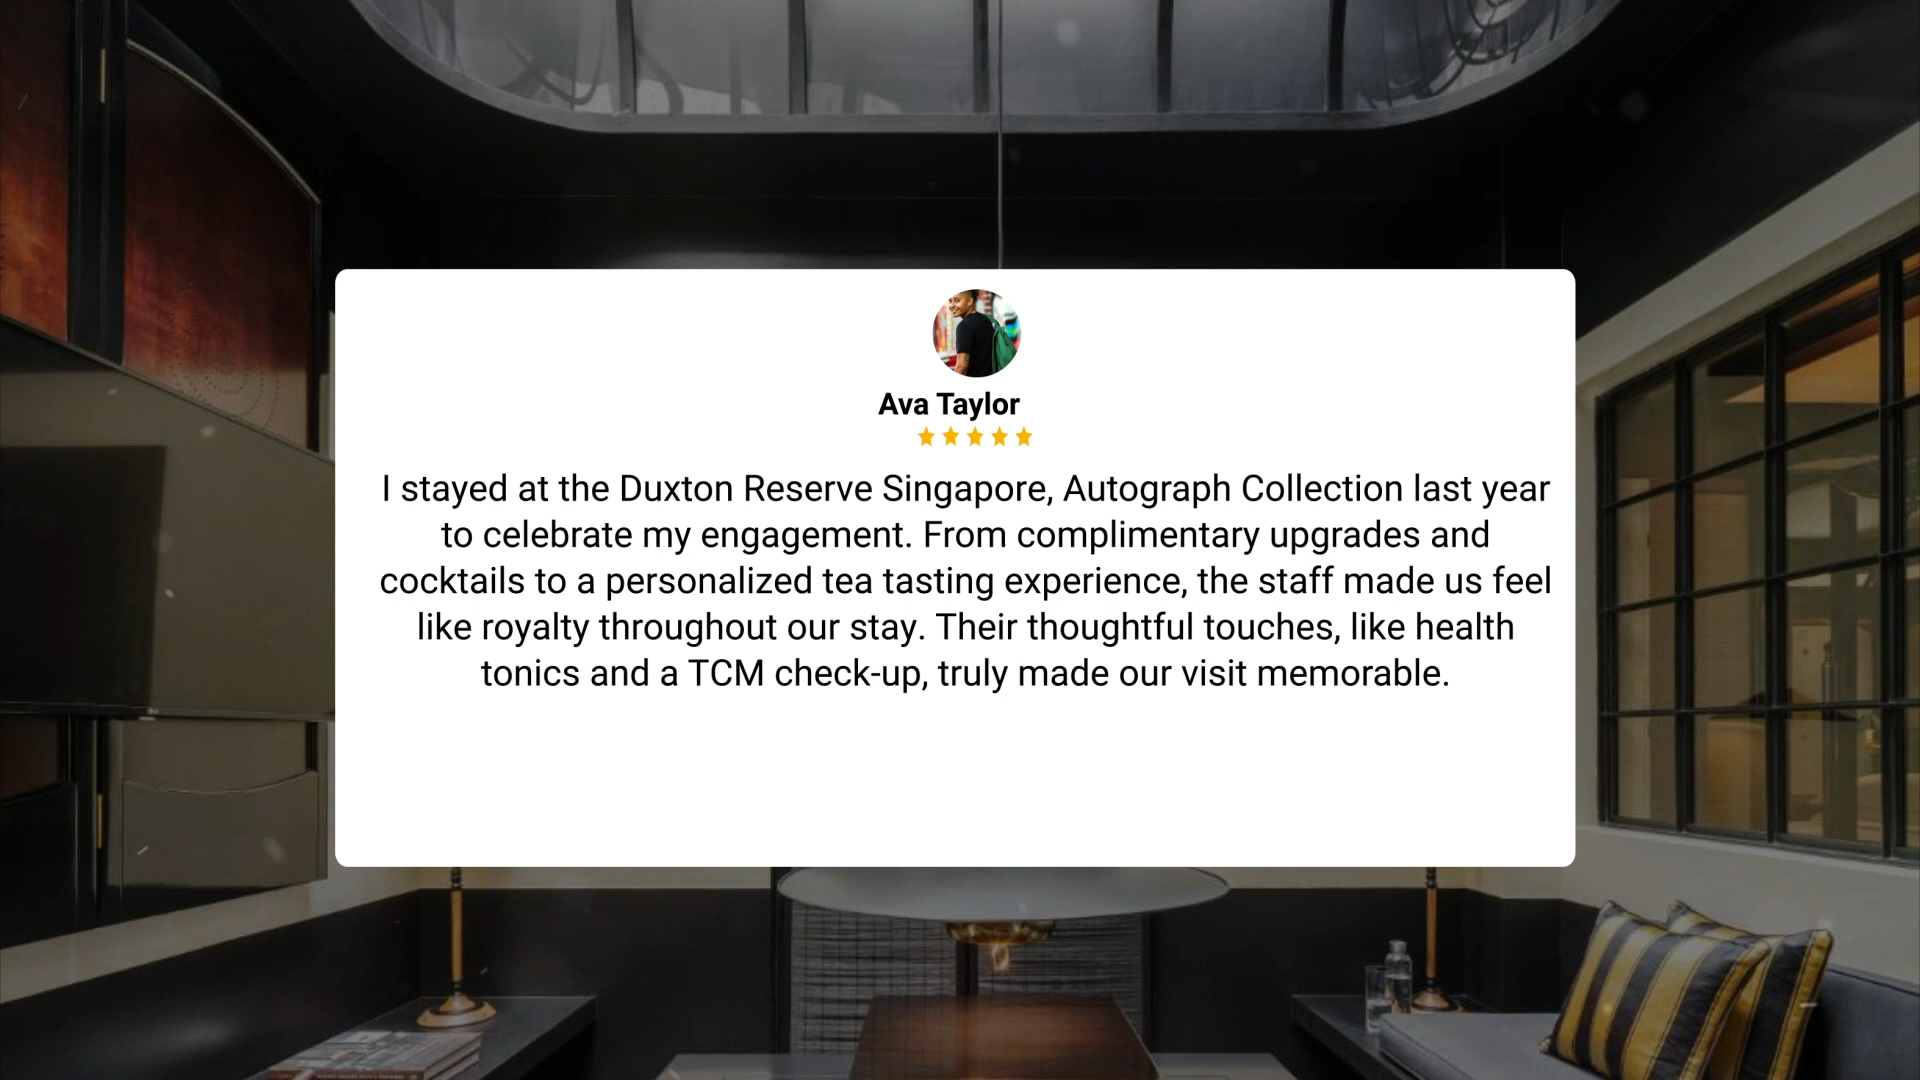 Ava Taylor
I stayed at the Duxton Reserve Singapore, Autograph Collection last year
to celebrate my engagement. From complimentary upgrades and
cocktails to a personalized tea tasting experience, the staff made us feel
like royalty throughout our stay. Their thoughtful touches, like health
tonics and a TCM check-up, truly made our visit memorable.